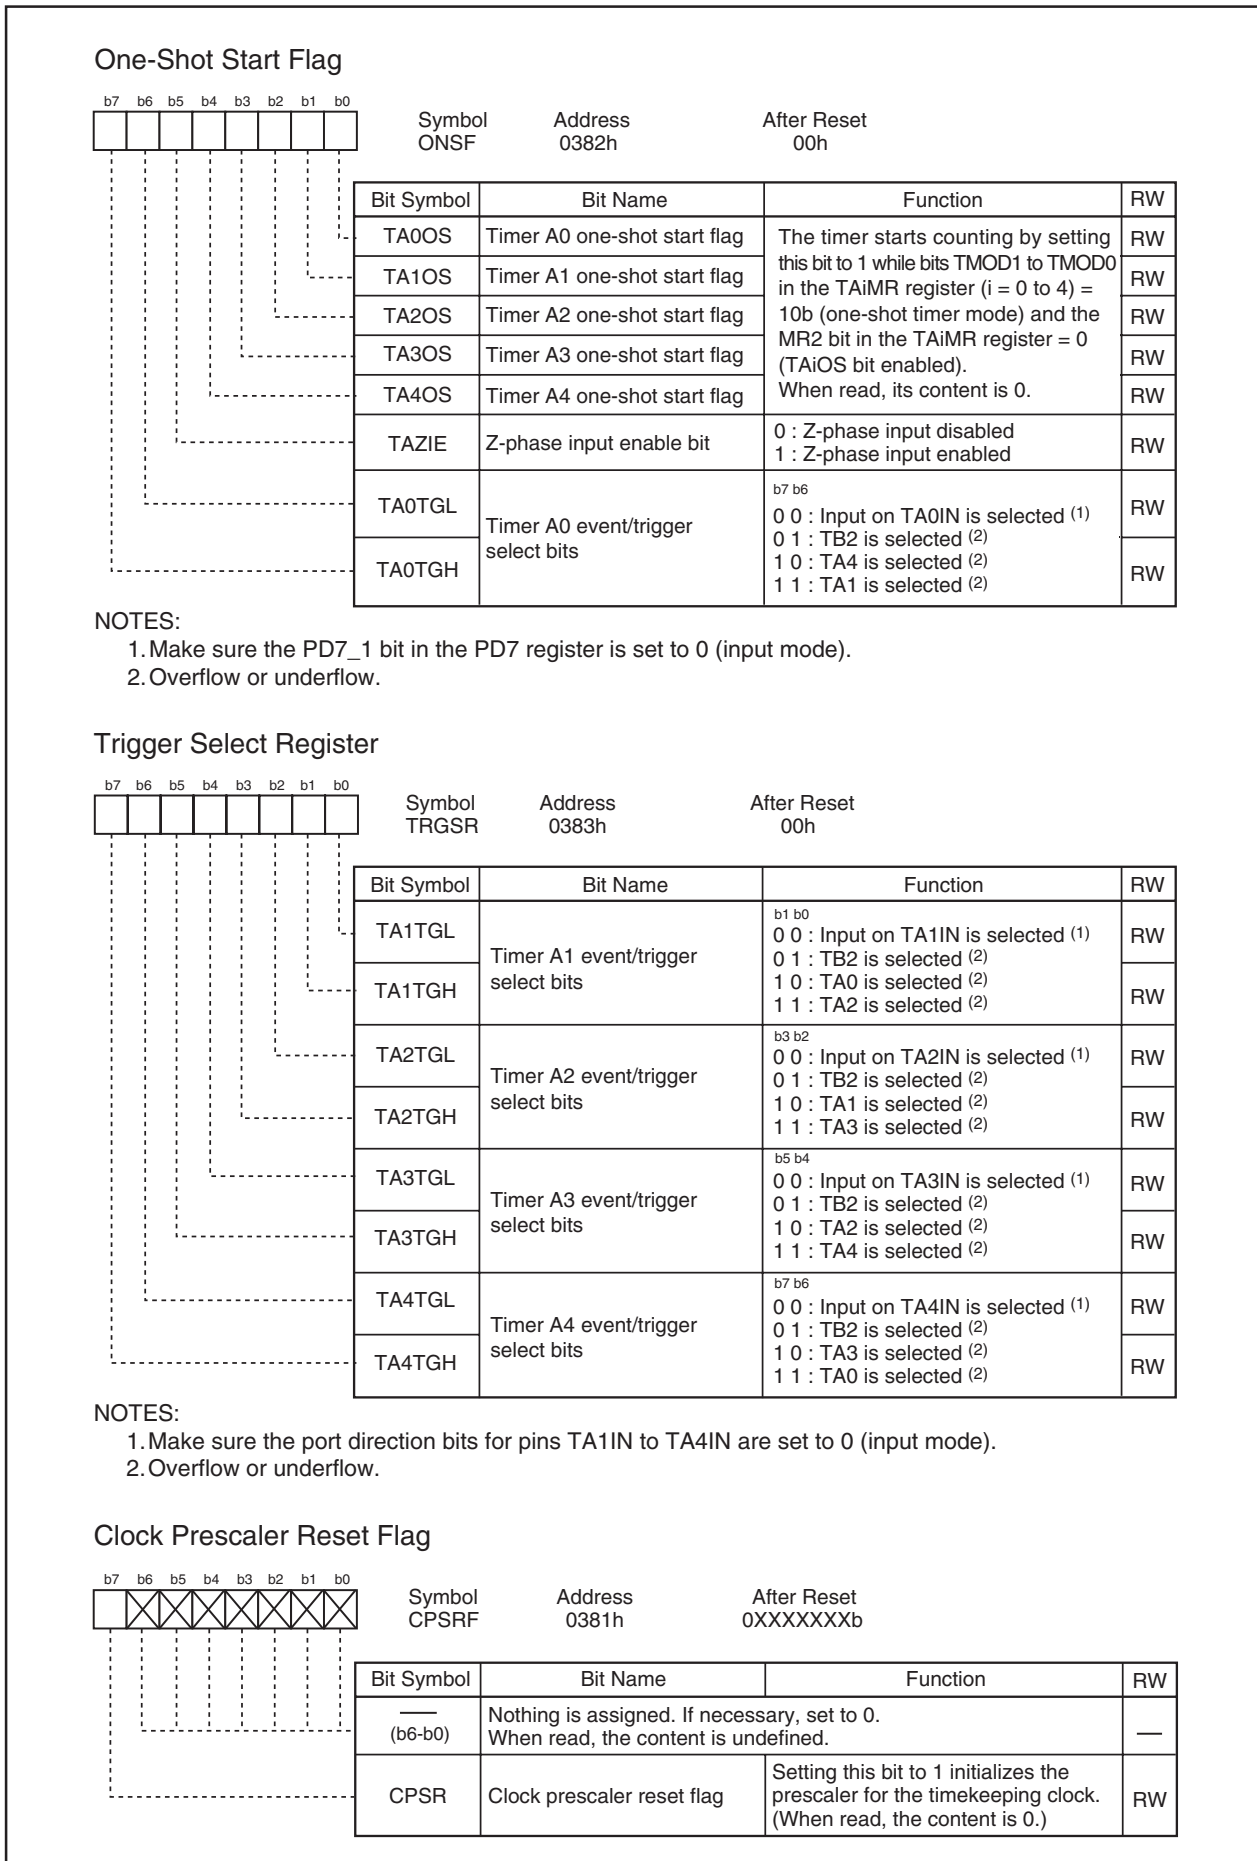 One-Shot Start Flag
b7 b6 b5 b4 b3 b2 b1 b0
Symbol Address After Reset
ONSF 0382h 00h
Bit Symbol Bit Name Function RW
TA0OS Timer A0 one-shot start flag RW
TA1OS Timer A1 one-shot start flag RW
TA2OS Timer A2 one-shot start flag RW
TA3OS Timer A3 one-shot start flag RW
TA4OS Timer A4 one-shot start flag RW
The timer starts counting by setting
this bit to 1 while bits TMOD1 to TMOD0
in the TAiMR register (i = 0 to 4) =
10b (one-shot timer mode) and the
MR2 bit in the TAiMR register = 0
(TAiOS bit enabled).
When read, its content is 0.
TAZIE Z-phase input enable bit RW
0 : Z-phase input disabled
1 : Z-phase input enabled
TA0TGL RW
TA0TGH RW
Timer A0 event/trigger
select bits
b7 b6
0 0 : Input on TA0IN is selected (1)
0 1 : TB2 is selected (2)
1 0 : TA4 is selected (2)
1 1 : TA1 is selected (2)
NOTES:
1. Make sure the PD7_1 bit in the PD7 register is set to 0 (input mode).
2. Overflow or underflow.
Trigger Select Register
b7 b6 b5 b4 b3 b2 b1 b0
Symbol Address After Reset
TRGSR 0383h 00h
Bit Symbol Bit Name Function RW
TA1TGL RW
TA1TGH RW
Timer A1 event/trigger
select bits
b1 b0
0 0 : Input on TA1IN is selected (1)
0 1 : TB2 is selected (2)
1 0 : TA0 is selected (2)
1 1 : TA2 is selected (2)
TA2TGL RW
TA2TGH RW
Timer A2 event/trigger
select bits
b3 b2
0 0 : Input on TA2IN is selected (1)
0 1 : TB2 is selected (2)
1 0 : TA1 is selected (2)
1 1 : TA3 is selected (2)
TA3TGL RW
TA3TGH RW
Timer A3 event/trigger
select bits
b5 b4
0 0 : Input on TA3IN is selected (1)
0 1 : TB2 is selected (2)
1 0 : TA2 is selected (2)
1 1 : TA4 is selected (2)
TA4TGL RW
TA4TGH RW
Timer A4 event/trigger
select bits
b7 b6
0 0 : Input on TA4IN is selected (1)
0 1 : TB2 is selected (2)
1 0 : TA3 is selected (2)
1 1 : TA0 is selected (2)
NOTES:
1. Make sure the port direction bits for pins TA1IN to TA4IN are set to 0 (input mode).
2. Overflow or underflow.
Clock Prescaler Reset Flag
b7 b6 b5 b4 b3 b2 b1 b0
Symbol Address After Reset
CPSRF 0381h 0XXXXXXXb
Bit Symbol Bit Name Function RW
—
(b6-b0)
Nothing is assigned. If necessary, set to 0.
When read, the content is undefined.
—
CPSR Clock prescaler reset flag RW
Setting this bit to 1 initializes the
prescaler for the timekeeping clock.
(When read, the content is 0.)